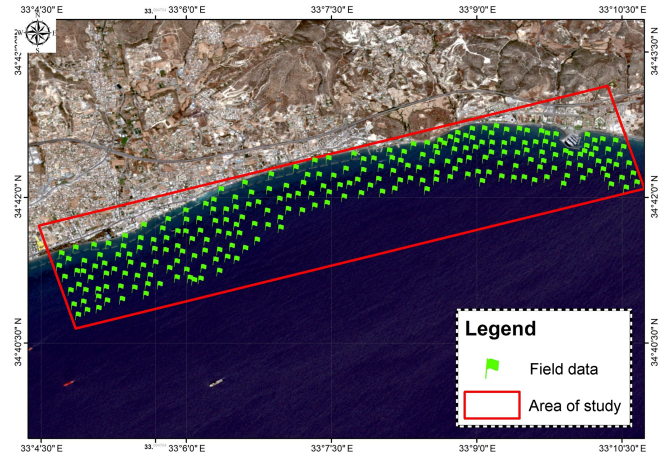 33°4'30" E
33°6'0" E
33°7'30" E
33°9'0" E
33°10'30" E
N
W
E
S
34°43'30" N
34°42'0" N
34°42'0" N
34°40'30" N
34°40'30" N
Legend
Field data
Area of study
33°4'30" E
33°6'0" E
33°7'30" E
33°9'0" E
33°10'30" E